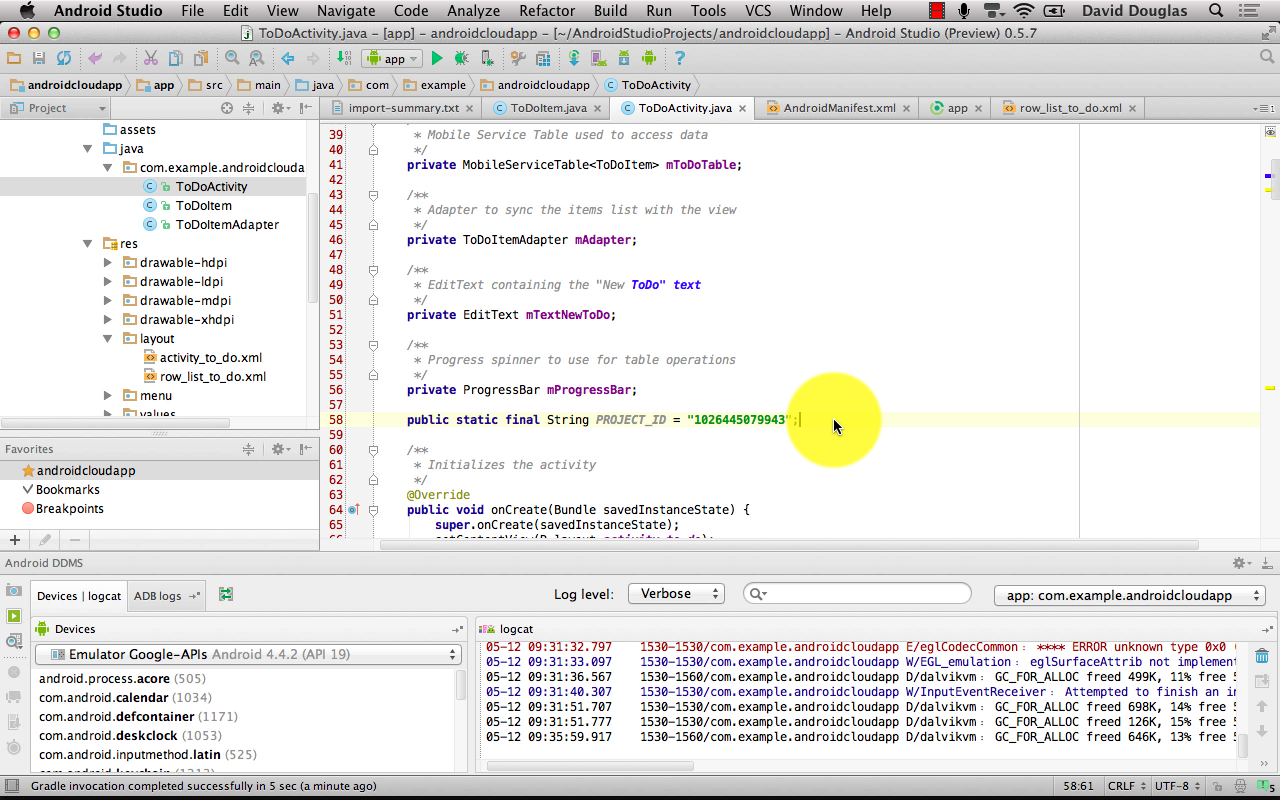 Android Studio File Edit View Navigate Code Analyze Refactor Build Run Tools VCS Window Help David Douglas
ToDoActivity.java - [app] - androidcloudapp - [~/AndroidStudioProjects/androidcloudapp] - Android Studio (Preview) 0.5.7
app
androidcloudapp app src main java com example androidcloudapp ToDoActivity
Project
import-summary.txt ToDoItem.java ToDoActivity.java AndroidManifest.xml app row_list_to_do.xml
assets
java
com.example.androidclouda
ToDoActivity
ToDoItem
ToDoItemAdapter
res
drawable-hdpi
drawable-ldpi
drawable-mdpi
drawable-xhdpi
layout
activity_to_do.xml
row_list_to_do.xml
menu
values
39 * Mobile Service Table used to access data
40 */
41 private MobileServiceTable<ToDoItem> mToDoTable;
42
43 /**
44 * Adapter to sync the items list with the view
45 */
46 private ToDoItemAdapter mAdapter;
47
48 /**
49 * EditText containing the "New ToDo" text
50 */
51 private EditText mTextNewToDo;
52
53 /**
54 * Progress spinner to use for table operations
55 */
56 private ProgressBar mProgressBar;
57
58 public static final String PROJECT_ID = "1026445079943";
59
60 /**
61 * Initializes the activity
62 */
63 @Override
64 public void onCreate(Bundle savedInstanceState) {
65 super.onCreate(savedInstanceState);
66 setContentView(R.layout.activity_to_do);
Favorites
androidcloudapp
Bookmarks
Breakpoints
Android DDMS
Devices | logcat ADB logs Log level: Verbose app: com.example.androidcloudapp
Devices
Emulator Google-APIs Android 4.4.2 (API 19)
android.process.acore (505)
com.android.calendar (1034)
com.android.defcontainer (1171)
com.android.deskclock (1053)
com.android.inputmethod.latin (525)
logcat
05-12 09:31:32.797 1530-1530/com.example.androidcloudapp E/eglCodecCommon: **** ERROR unknown type 0x0 (
05-12 09:31:33.097 1530-1530/com.example.androidcloudapp W/EGL_emulation: eglSurfaceAttrib not implement
05-12 09:31:36.567 1530-1560/com.example.androidcloudapp D/dalvikvm: GC_FOR_ALLOC freed 499K, 11% free
05-12 09:31:40.307 1530-1530/com.example.androidcloudapp W/InputEventReceiver: Attempted to finish an in
05-12 09:31:51.707 1530-1560/com.example.androidcloudapp D/dalvikvm: GC_FOR_ALLOC freed 698K, 14% free
05-12 09:31:51.777 1530-1560/com.example.androidcloudapp D/dalvikvm: GC_FOR_ALLOC freed 126K, 15% free
05-12 09:35:59.917 1530-1560/com.example.androidcloudapp D/dalvikvm: GC_FOR_ALLOC freed 646K, 13% free
Gradle invocation completed successfully in 5 sec (a minute ago) 58:61 CRLF UTF-8